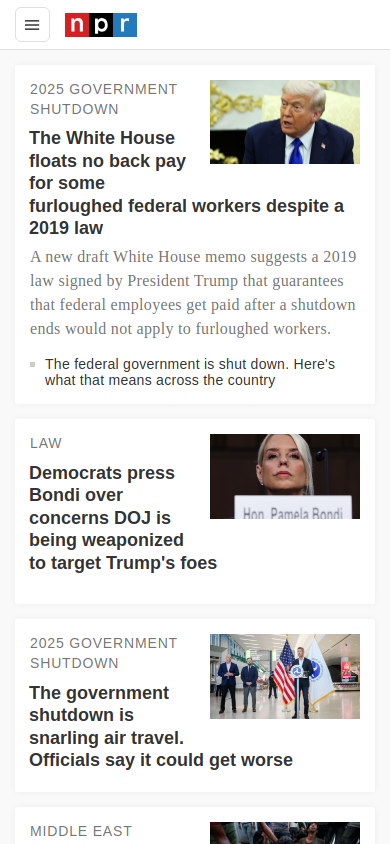 npr
2025 GOVERNMENT
SHUTDOWN
The White House
floats no back pay
for some
furloughed federal workers despite a
2019 law
A new draft White House memo suggests a 2019
law signed by President Trump that guarantees
that federal employees get paid after a shutdown
ends would not apply to furloughed workers.
The federal government is shut down. Here's
what that means across the country
LAW
Democrats press
Bondi over
concerns DOJ is
being weaponized
to target Trump's foes
Hon. Pamela Bondi
2025 GOVERNMENT
SHUTDOWN
The government
shutdown is
snarling air travel.
Officials say it could get worse
MIDDLE EAST